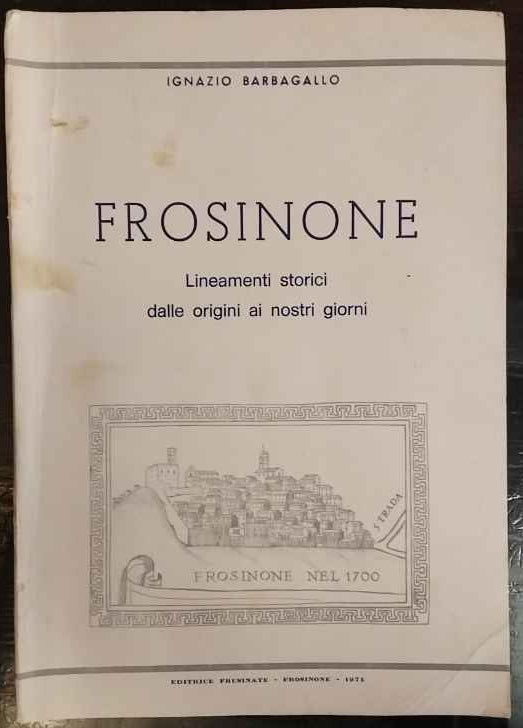 IGNAZIO BARBAGALLO
FROSINONE
Lineamenti storici
dalle origini ai nostri giorni
STRADA
FROSINONE NEL 1700
EDITRICE FRUSINATE - FROSINONE - 1975